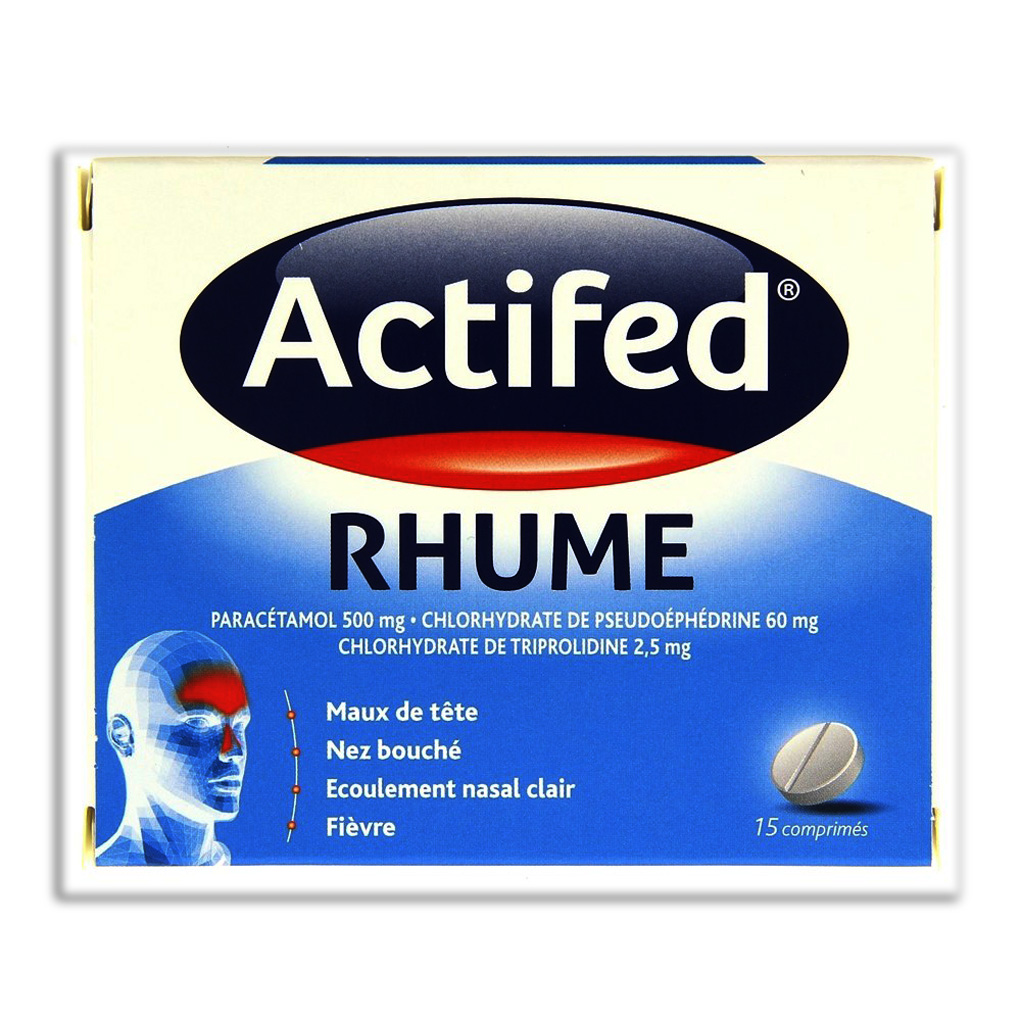 Actifed®
RHUME
PARACÉTAMOL 500 mg • CHLORHYDRATE DE PSEUDOÉPHÉDRINE 60 mg
CHLORHYDRATE DE TRIPROLIDINE 2,5 mg
Maux de tête
Nez bouché
Ecoulement nasal clair
Fièvre
15 comprimés